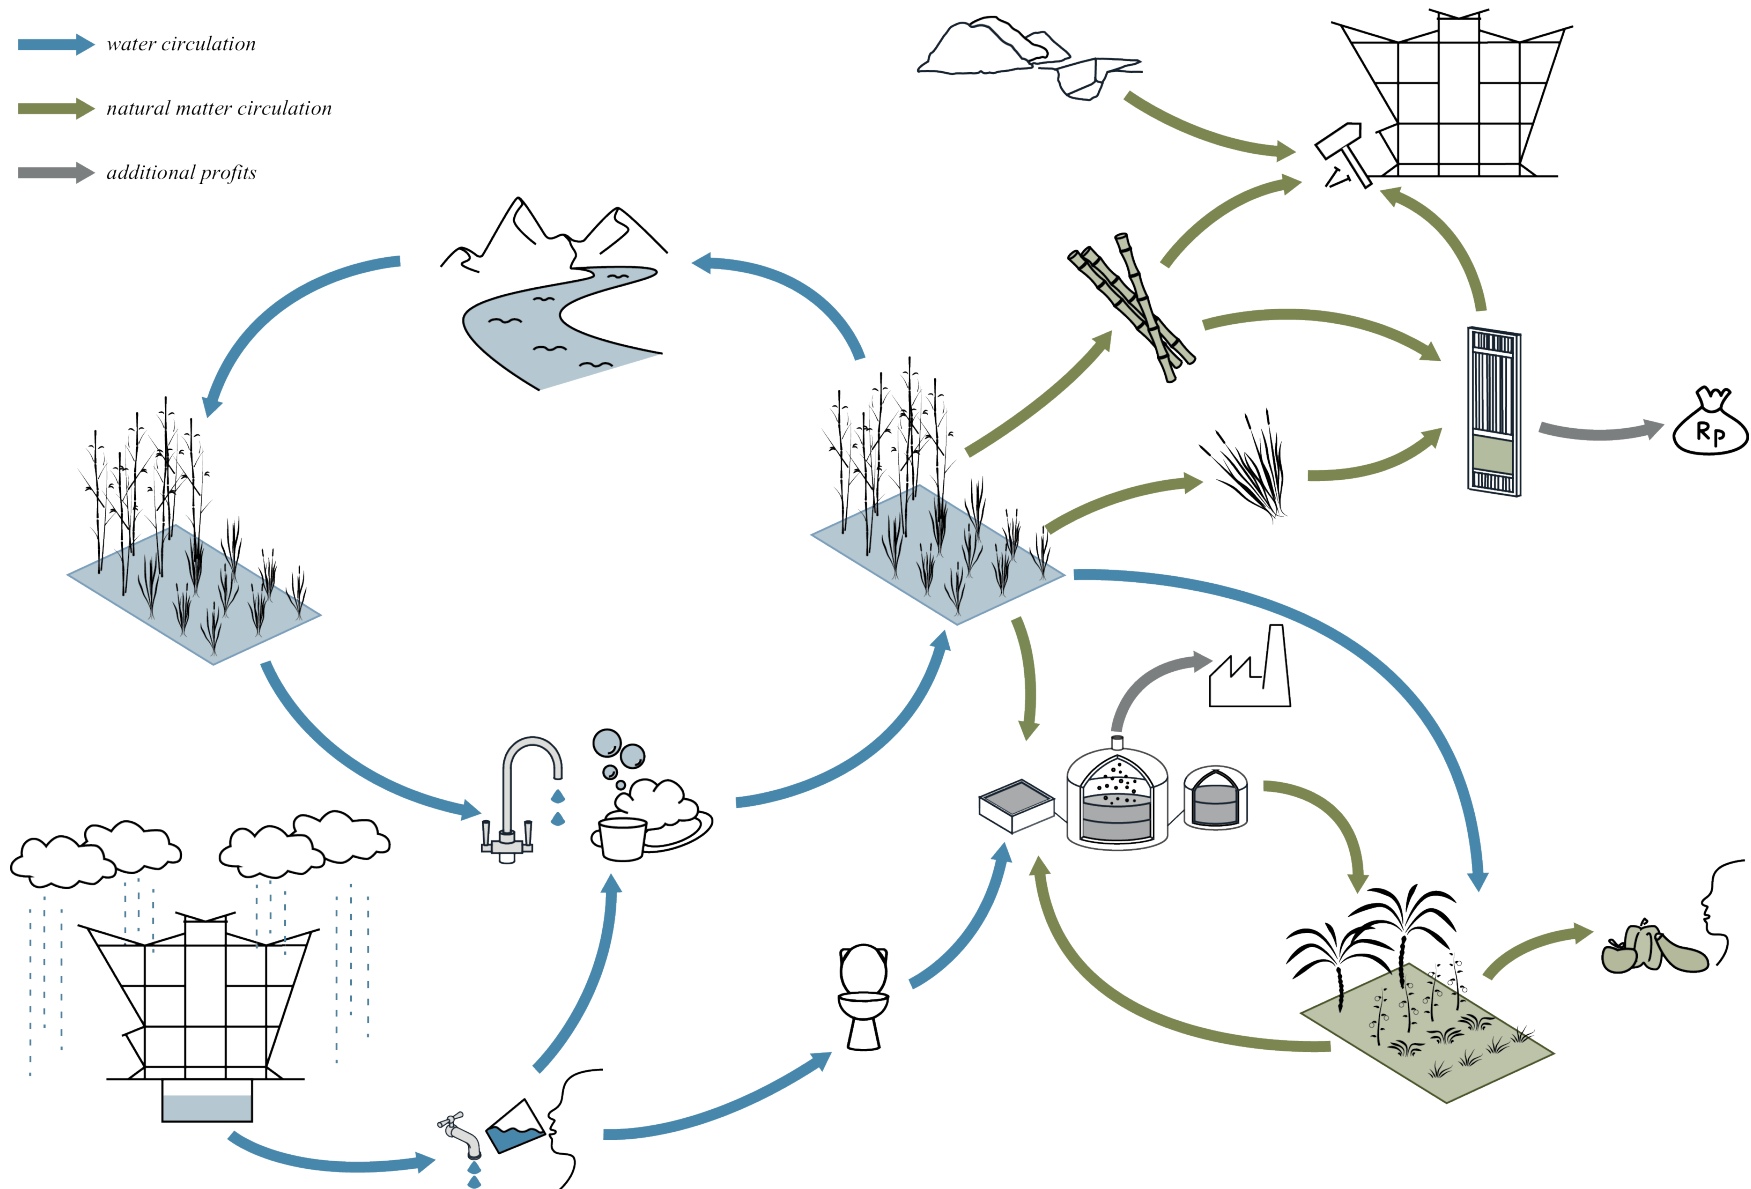 water circulation
natural matter circulation
additional profits
Rp